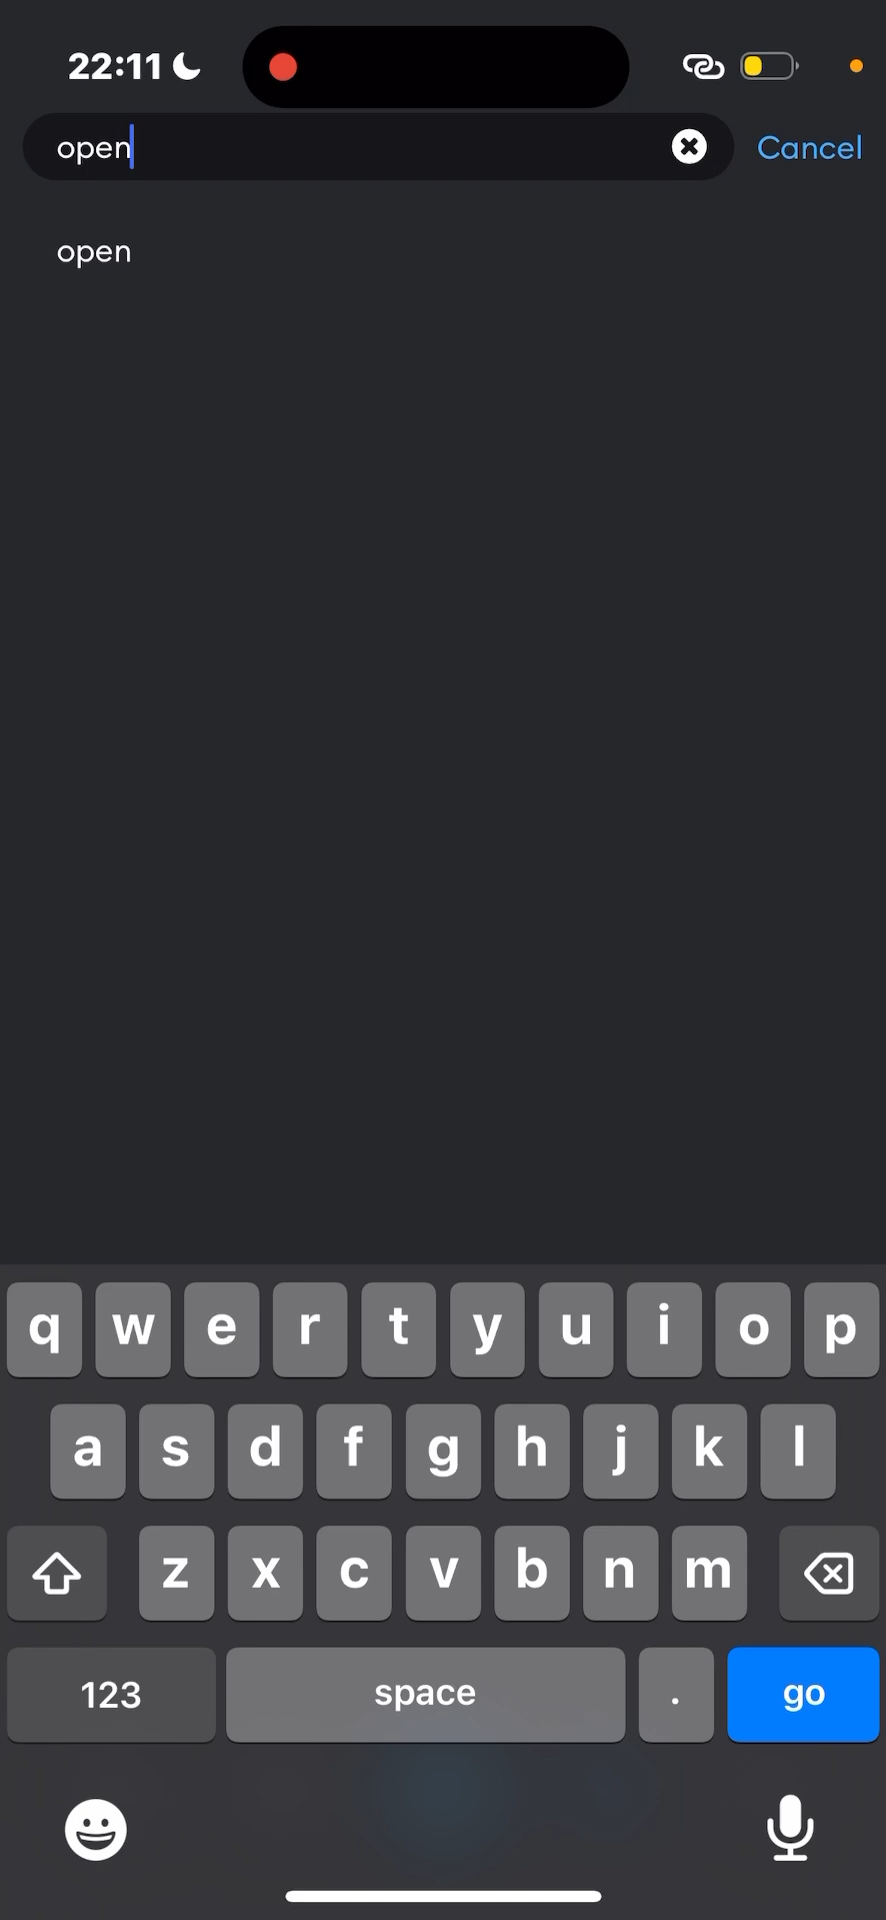 22:11
open
Cancel
open
q w e r t y u i o p
a s d f g h j k l
z x c v b n m
123 space . go